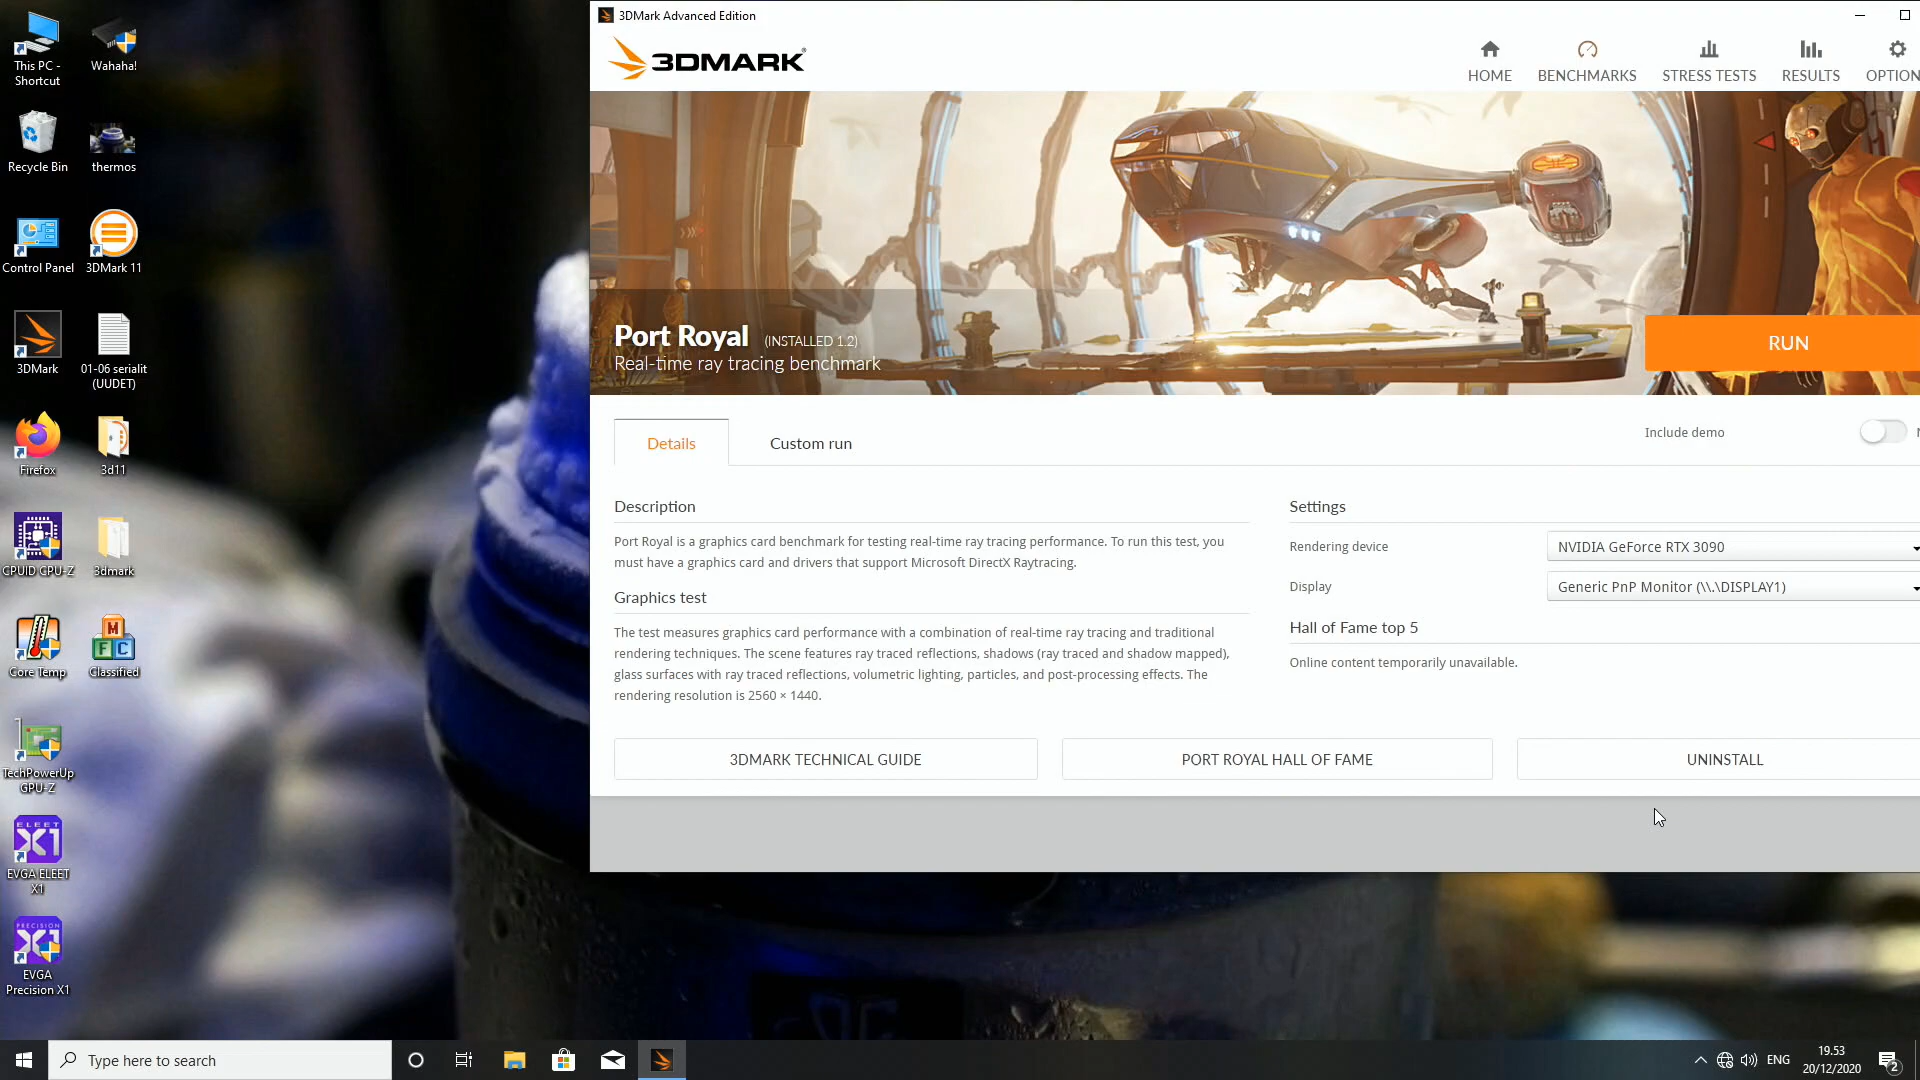 This PC -
Shortcut
Wahaha!
Recycle Bin
thermos
Control Panel
3DMark 11
3DMark
01-06 serialit
(UUDET)
Firefox
3d11
CPUID CPU-Z
3dmark
Core Temp
Classified
TechPowerUp
GPU-Z
ELEET
X1
EVGA ELEET
X1
PRECISION
X1
EVGA
Precision X1
3DMark Advanced Edition
3DMARK
HOME
BENCHMARKS
STRESS TESTS
RESULTS
OPTION
Port Royal (INSTALLED 1.2)
Real-time ray tracing benchmark
RUN
Details
Custom run
Include demo
Description
Port Royal is a graphics card benchmark for testing real-time ray tracing performance. To run this test, you
must have a graphics card and drivers that support Microsoft DirectX Raytracing.
Graphics test
The test measures graphics card performance with a combination of real-time ray tracing and traditional
rendering techniques. The scene features ray traced reflections, shadows (ray traced and shadow mapped),
glass surfaces with ray traced reflections, volumetric lighting, particles, and post-processing effects. The
rendering resolution is 2560 × 1440.
Settings
Rendering device
NVIDIA GeForce RTX 3090
Display
Generic PnP Monitor (\\.\DISPLAY1)
Hall of Fame top 5
Online content temporarily unavailable.
3DMARK TECHNICAL GUIDE
PORT ROYAL HALL OF FAME
UNINSTALL
Type here to search
ENG
19.53
20/12/2020
2